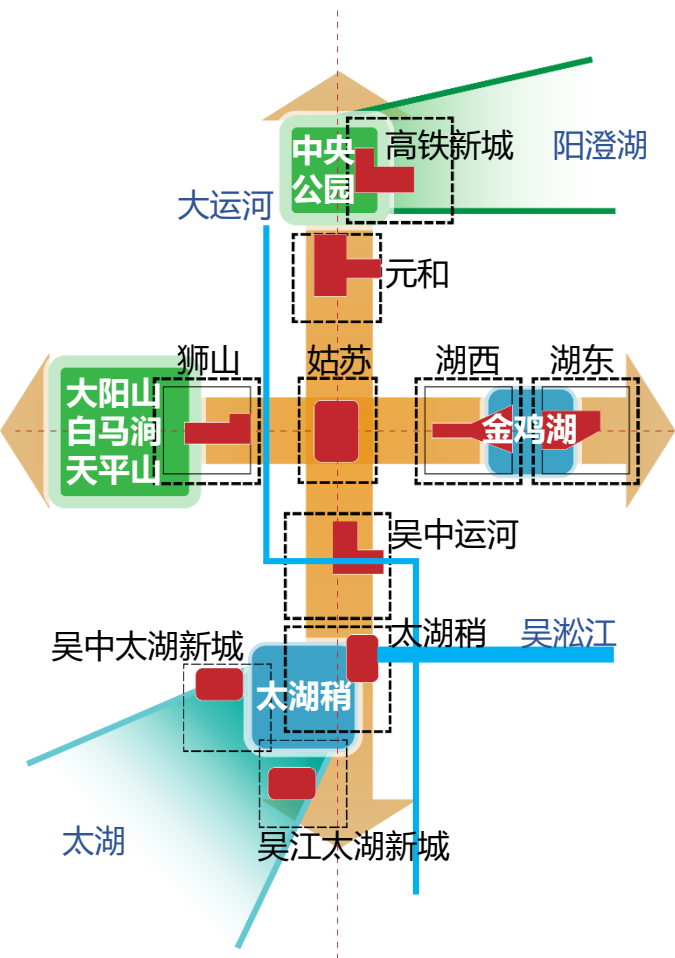 中央
公园
高铁新城
阳澄湖
大运河
元和
狮山
姑苏
湖西
湖东
大阳山
白马涧
天平山
金鸡湖
吴中运河
太湖稍
吴淞江
吴中太湖新城
太湖稍
太湖
吴江太湖新城